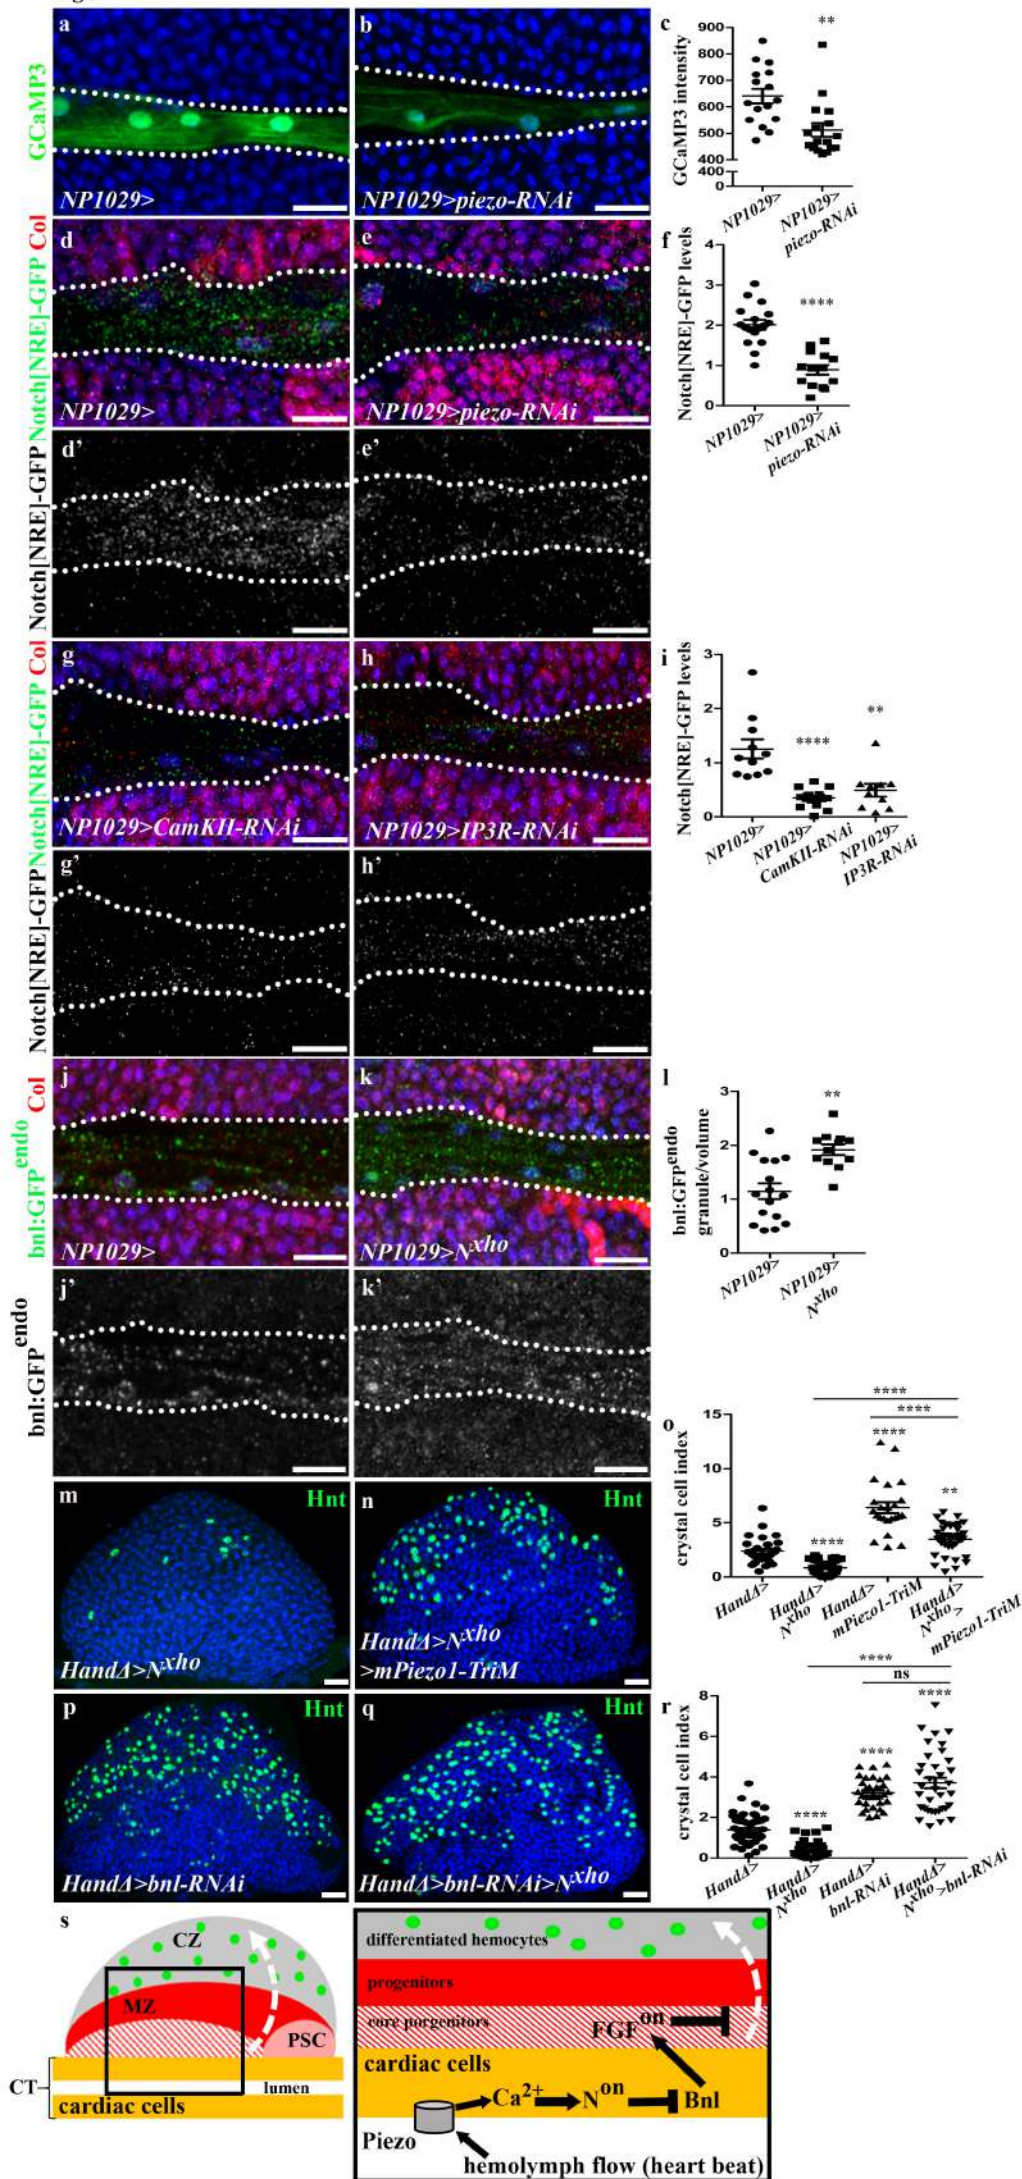 a
b
c
GCaMP3
NP1029>
NP1029>piezo-RNAi
GCaMP3 intensity
900
800
700
600
500
400
400
0
**
NP1029>
NP1029>
piezo-RNAi
d
e
f
Notch[NRE]-GFP Col
NP1029>
NP1029>piezo-RNAi
Notch[NRE]-GFP levels
4
3
2
1
0
****
NP1029>
NP1029>
piezo-RNAi
d'
e'
Notch[NRE]-GFP
g
h
i
Notch[NRE]-GFP Col
NP1029>CamKII-RNAi
NP1029>IP3R-RNAi
Notch[NRE]-GFP levels
3
2
1
0
****
**
NP1029>
NP1029>
CamKII-RNAi
NP1029>
IP3R-RNAi
g'
h'
Notch[NRE]-GFP
j
k
l
bnl:GFPendo Col
NP1029>
NP1029>Nxho
bnl:GFPendo
granule/volume
3
2
1
0
**
NP1029>
NP1029>
Nxho
j'
k'
bnl:GFPendo
m
Hnt
n
Hnt
o
HandΔ>Nxho
HandΔ>Nxho
>mPiezo1-TriM
crystal cell index
15
10
5
0
****
****
****
****
**
HandΔ>
HandΔ>
Nxho
HandΔ>
mPiezo1-TriM
HandΔ>
Nxho>
mPiezo1-TriM
p
Hnt
q
Hnt
r
HandΔ>bnl-RNAi
HandΔ>bnl-RNAi>Nxho
crystal cell index
8
6
4
2
0
****
ns
****
****
****
HandΔ>
HandΔ>
Nxho
HandΔ>
bnl-RNAi
HandΔ>
Nxho>bnl-RNAi
s
CZ
MZ
PSC
CT
lumen
cardiac cells
differentiated hemocytes
progenitors
core porgenitors
FGFon
cardiac cells
Ca2+
Non
Bnl
Piezo
hemolymph flow (heart beat)